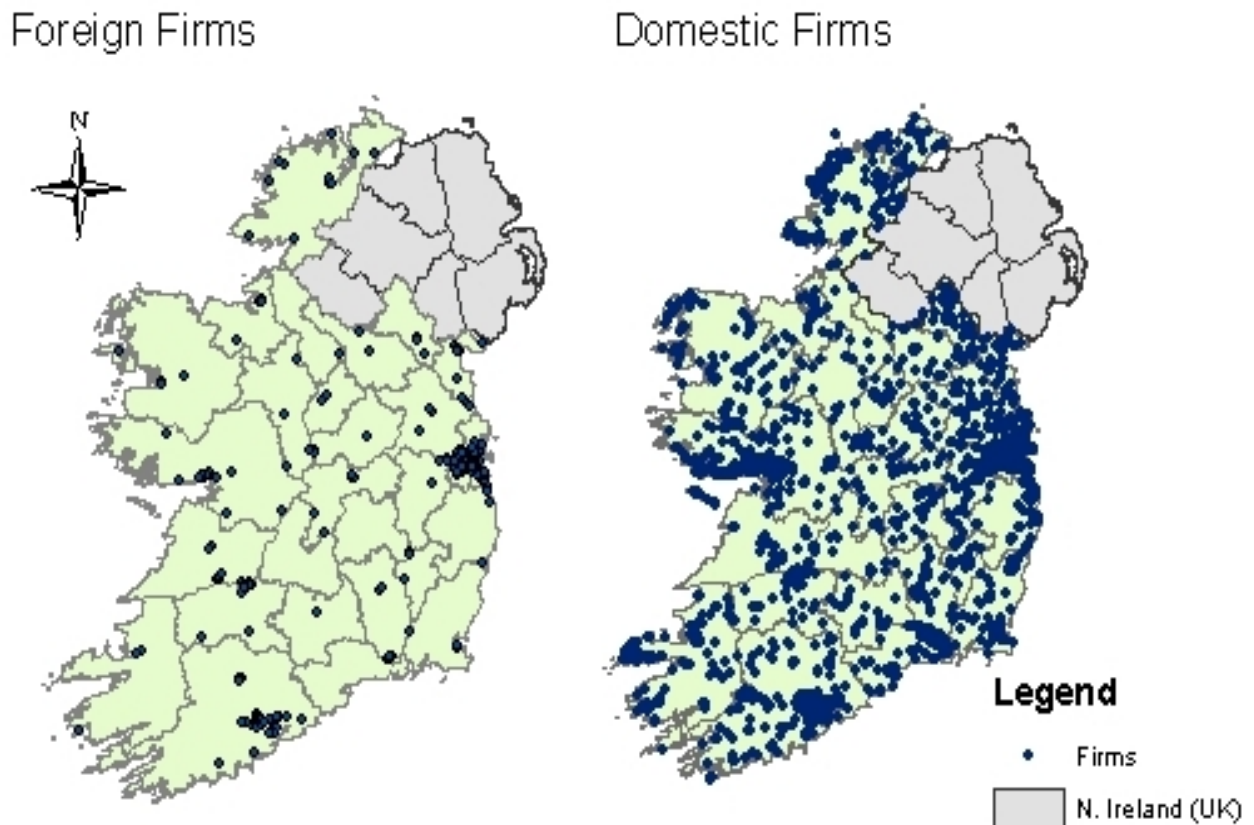 Foreign Firms
Domestic Firms
N
Legend
Firms
N. Ireland (UK)